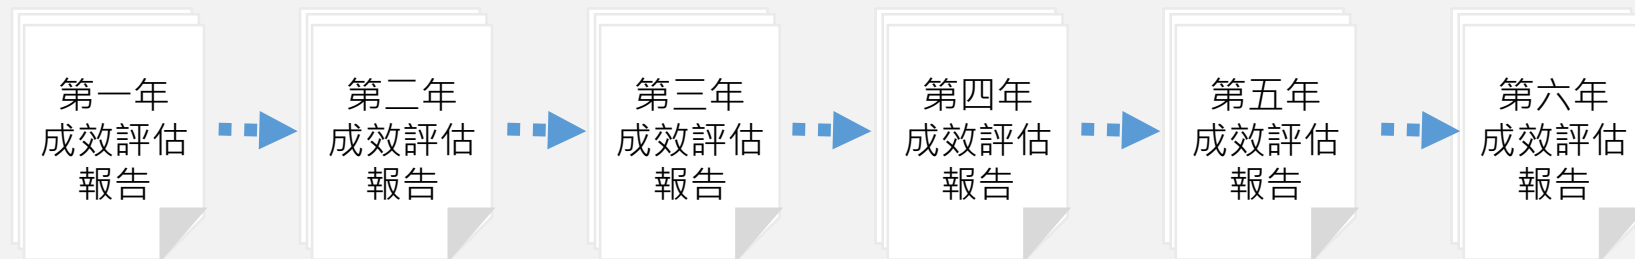 第一年
成效評估
報告
第二年
成效評估
報告
第三年
成效評估
報告
第四年
成效評估
報告
第五年
成效評估
報告
第六年
成效評估
報告